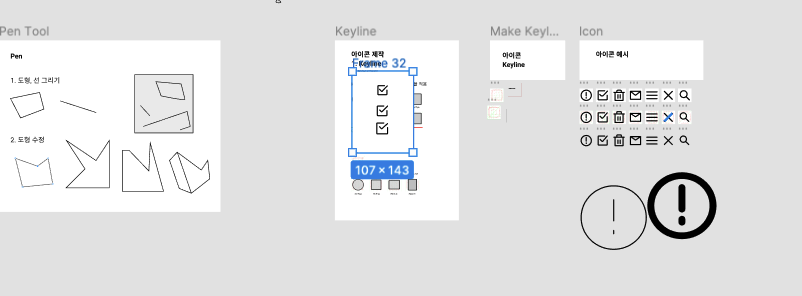 Pen Tool
Pen
1. 도형, 선 그리기
2. 도형 수정
Keyline
아이콘 제작
Frame 32
107 × 143
Make Keyl...
아이콘
Keyline
Icon
아이콘 예시